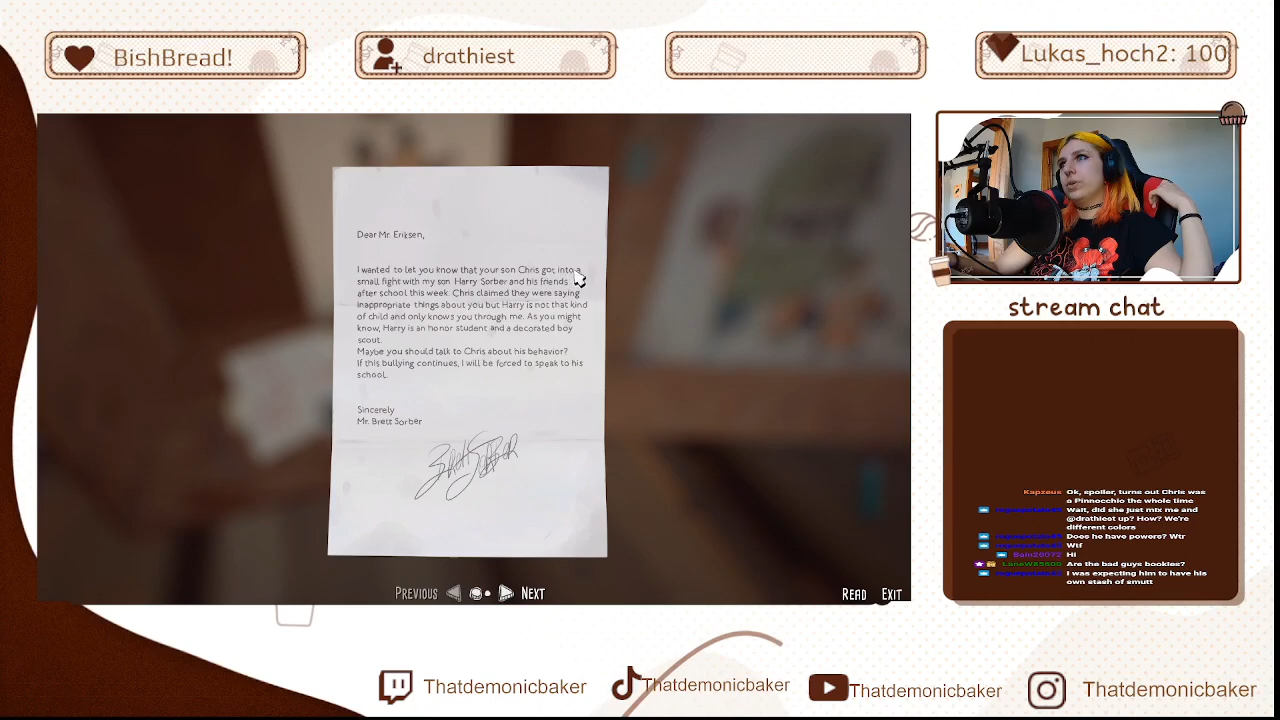 BishBread!
drathiest
Lukas_hoch2: 100
Dear Mr. Eriksen,
I wanted to let you know that your son Chris got into a
small fight with my son Harry Sorber and his friends
after school this week. Chris claimed they were saying
inappropriate things about you but Harry is not that kind
of child and only knows you through me. As you might
know, Harry is an honor student and a decorated boy
scout.
Maybe you should talk to Chris about his behavior?
If this bullying continues, I will be forced to speak to his
school.
Sincerely
Mr. Brett Sorber
Brett Sorber
PREVIOUS NEXT
READ EXIT
stream chat
Kapzeus Ok, spoiler, turns out Chris was
a Pinnocchio the whole time
Wait, did she just mix me and
@drathiest up? How? We're
different colors
Does he have powers? Wtr
Wtf
Hi
Are the bad guys bookies?
I was expecting him to have his
own stash of smutt
Thatdemonicbaker
Thatdemonicbaker
Thatdemonicbaker
Thatdemonicbaker